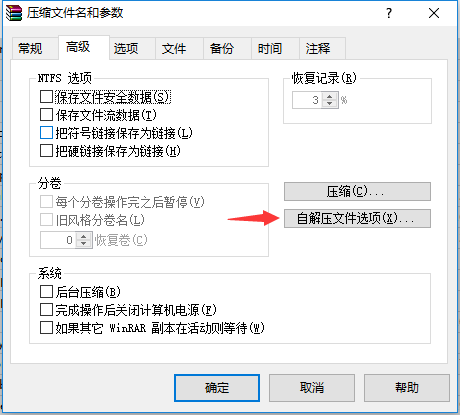 压缩文件名和参数
常规 高级 选项 文件 备份 时间 注释
NTFS 选项
保存文件安全数据(S)
保存文件流数据(T)
把符号链接保存为链接(L)
把硬链接保存为链接(H)
恢复记录(R)
3 %
分卷
每个分卷操作完之后暂停(V)
旧风格分卷名(L)
0 恢复卷(C)
压缩(C)...
自解压文件选项(X)...
系统
后台压缩(B)
完成操作后关闭计算机电源(F)
如果其它 WinRAR 副本在活动则等待(W)
确定 取消 帮助